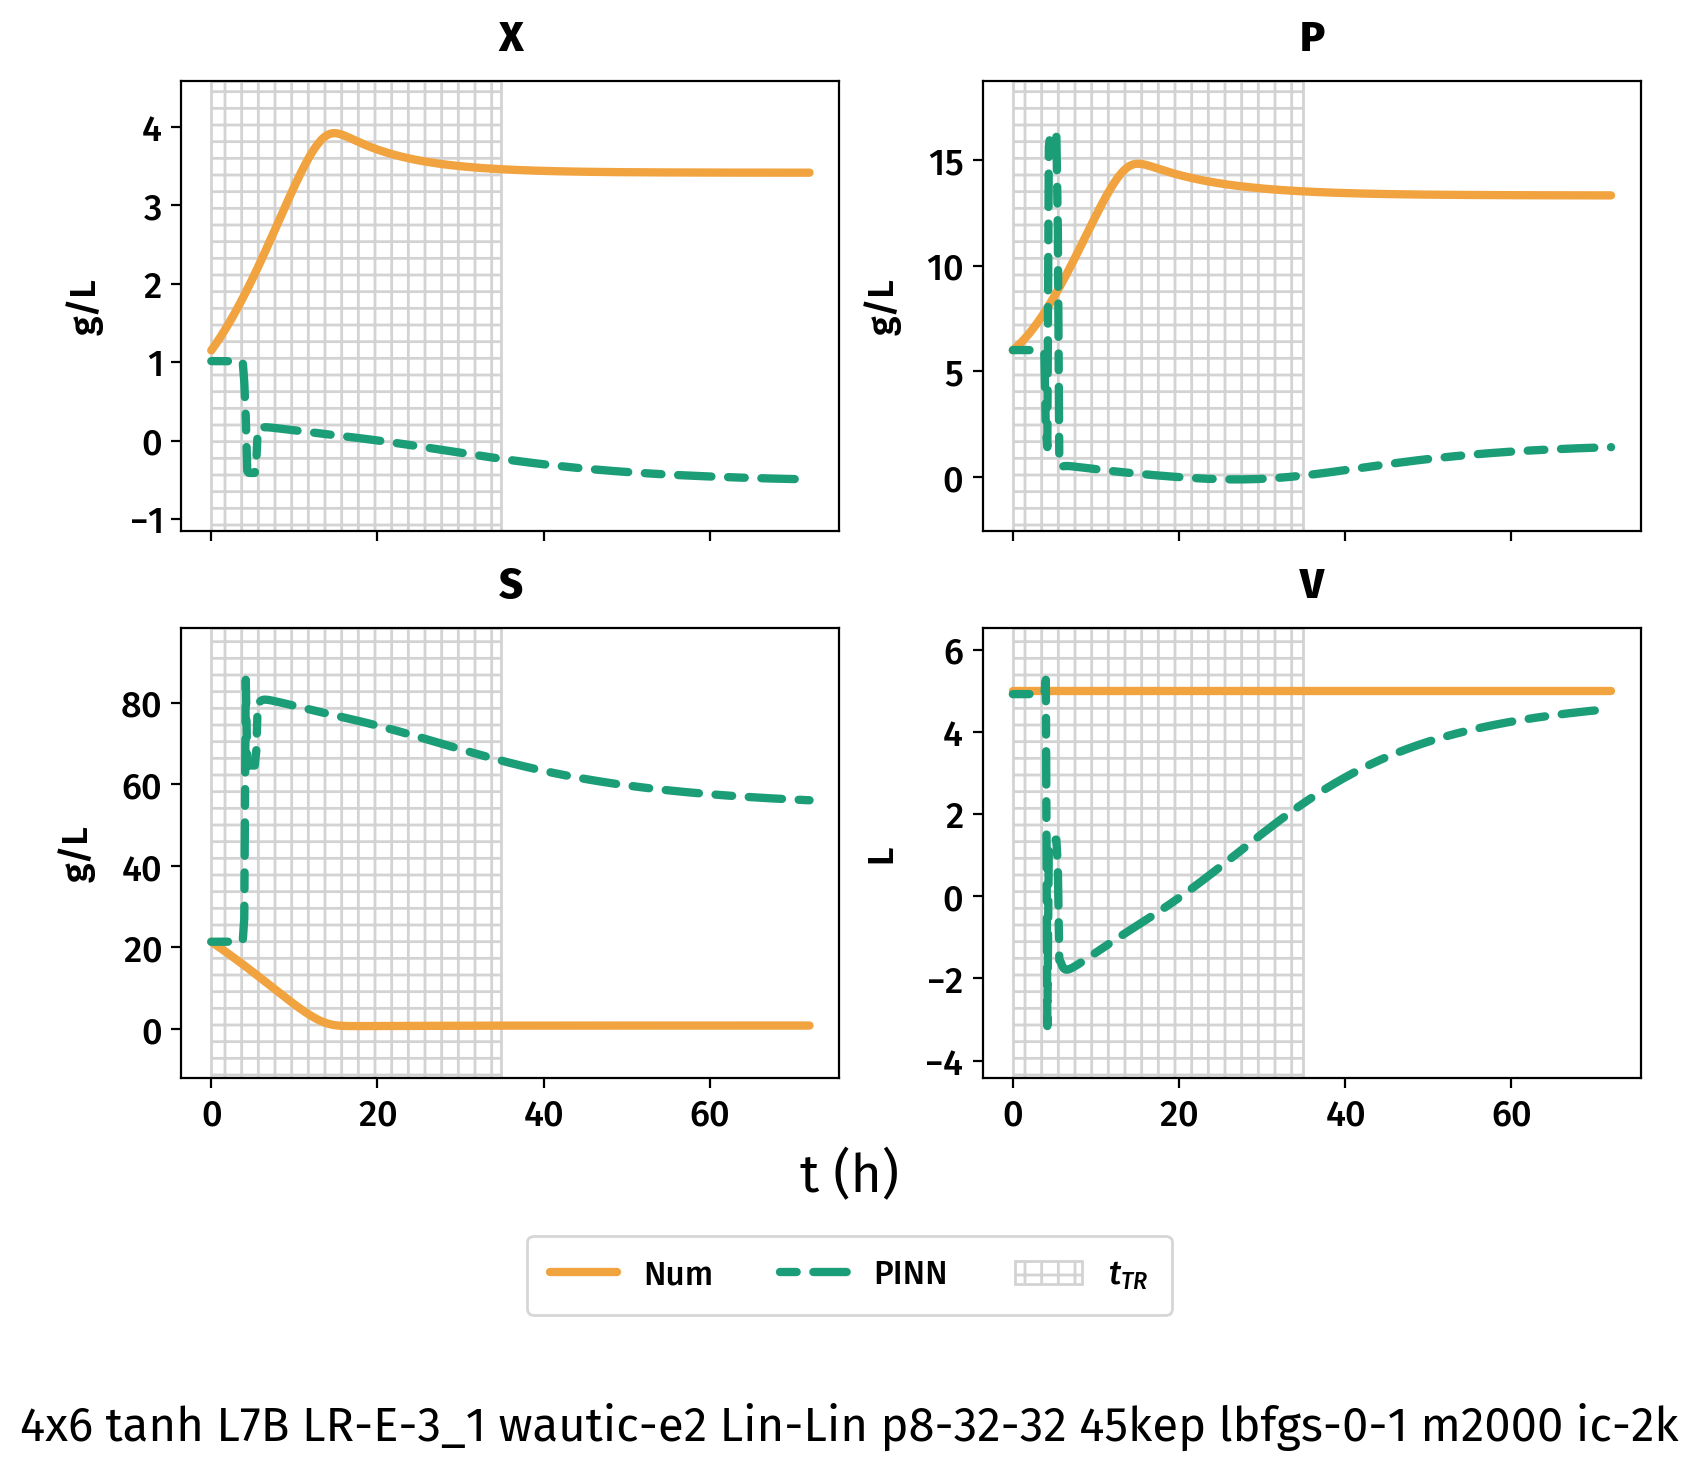 X
P
4
3
2
1
0
−1
g/L
15
10
5
0
g/L
S
V
80
60
40
20
0
g/L
6
4
2
0
−2
−4
L
0 20 40 60
0 20 40 60
t (h)
Num PINN tTR
4x6 tanh L7B LR-E-3_1 wautic-e2 Lin-Lin p8-32-32 45kep lbfgs-0-1 m2000 ic-2k